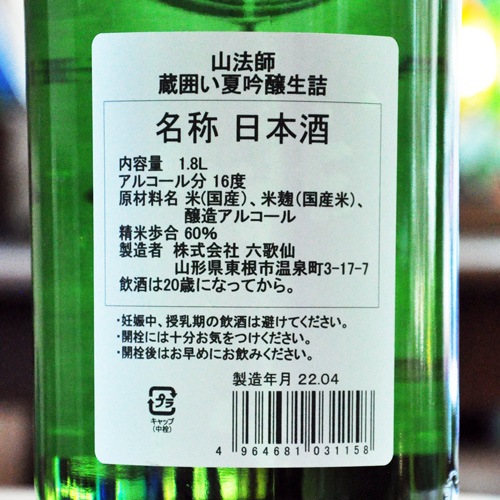 山法師
蔵囲い夏吟醸生詰
名称 日本酒
内容量 1.8L
アルコール分 16度
原材料名 米(国産)、米麹(国産米)、
醸造アルコール
精米歩合 60%
製造者 株式会社 六歌仙
山形県東根市温泉町3-17-7
飲酒は20歳になってから。
・妊娠中、授乳期の飲酒は避けてください。
・開栓には十分お気をつけください。
・開栓後はお早めにお飲みください。
製造年月 22.04
プラ
キャップ
(中栓)
4 964681 031158